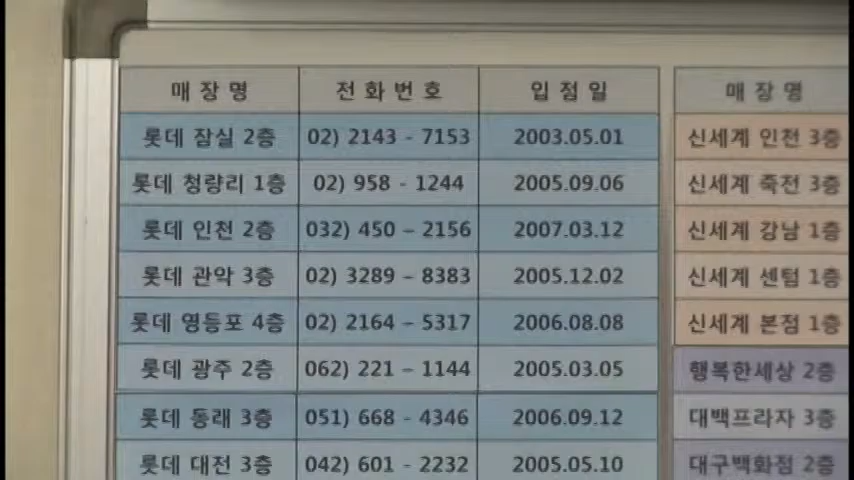 매장명 전화번호 입점일 매장명
롯데 잠실 2층 02) 2143 - 7153 2003.05.01 신세계 인천 3층
롯데 청량리 1층 02) 958 - 1244 2005.09.06 신세계 죽전 3층
롯데 인천 2층 032) 450 - 2156 2007.03.12 신세계 강남 1층
롯데 관악 3층 02) 3289 - 8383 2005.12.02 신세계 센텀 1층
롯데 영등포 4층 02) 2164 - 5317 2006.08.08 신세계 본점 1층
롯데 광주 2층 062) 221 - 1144 2005.03.05 행복한세상 2층
롯데 동래 3층 051) 668 - 4346 2006.09.12 대백프라자 3층
롯데 대전 3층 042) 601 - 2232 2005.05.10 대구백화점 2층